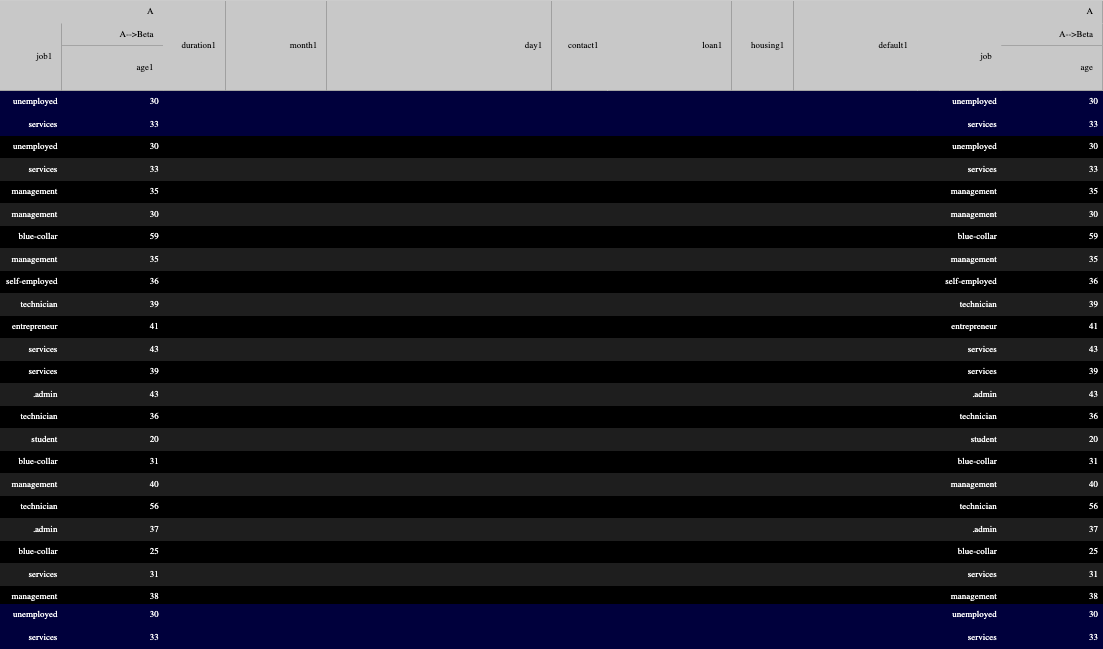 A A
A-->Beta A-->Beta
duration1 month1 day1 contact1 loan1 housing1 default1
job1 job
age1 age
unemployed 30 unemployed 30
services 33 services 33
unemployed 30 unemployed 30
services 33 services 33
management 35 management 35
management 30 management 30
blue-collar 59 blue-collar 59
management 35 management 35
self-employed 36 self-employed 36
technician 39 technician 39
entrepreneur 41 entrepreneur 41
services 43 services 43
services 39 services 39
.admin 43 .admin 43
technician 36 technician 36
student 20 student 20
blue-collar 31 blue-collar 31
management 40 management 40
technician 56 technician 56
.admin 37 .admin 37
blue-collar 25 blue-collar 25
services 31 services 31
management 38 management 38
unemployed 30 unemployed 30
services 33 services 33